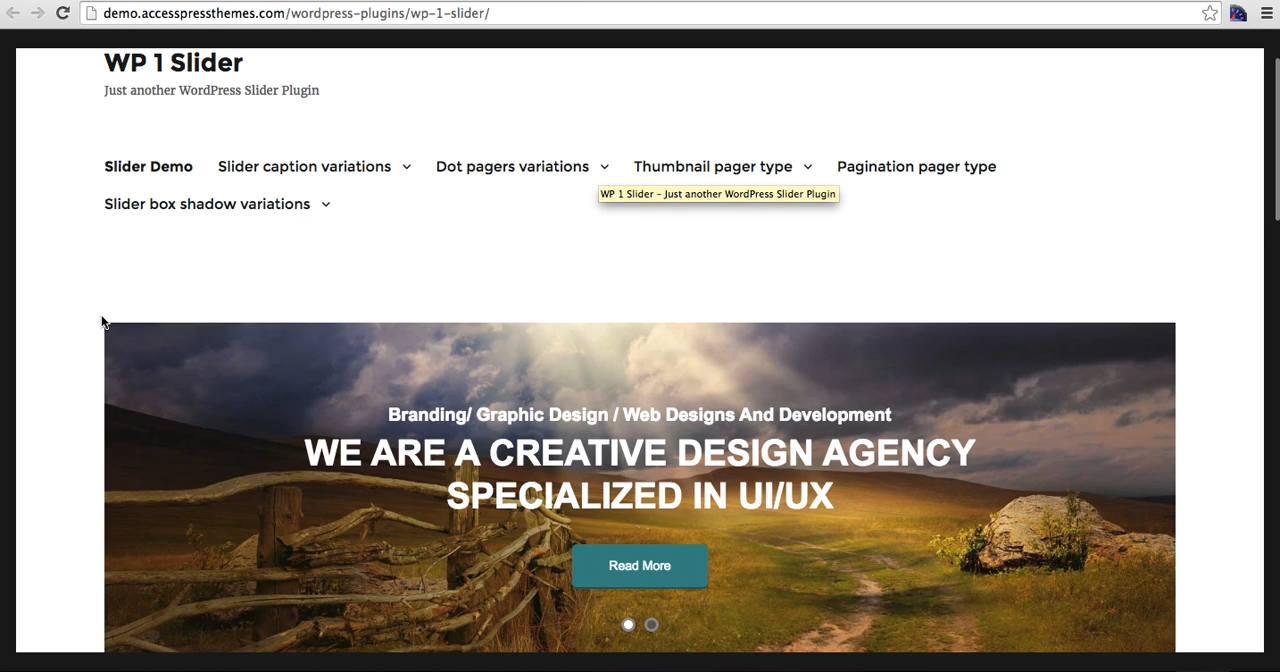 demo.accesspressthemes.com/wordpress-plugins/wp-1-slider/
WP 1 Slider
Just another WordPress Slider Plugin
Slider Demo Slider caption variations Dot pagers variations Thumbnail pager type Pagination pager type
WP 1 Slider – Just another WordPress Slider Plugin
Slider box shadow variations
Branding/ Graphic Design / Web Designs And Development
WE ARE A CREATIVE DESIGN AGENCY
SPECIALIZED IN UI/UX
Read More